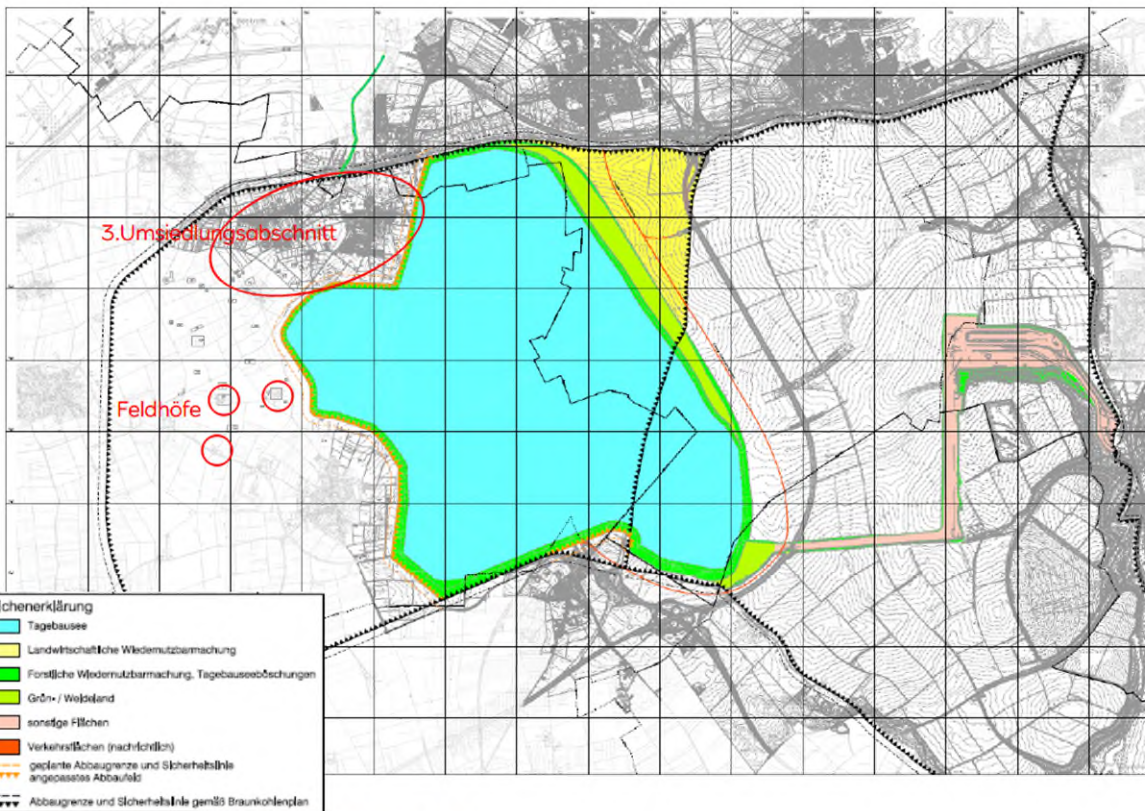 3.Umsiedlungsabschnitt
Feldhöfe
ichenerklärung
Tagebausee
Landwirtschaftliche Wiedernutzbarmachung
Forstliche Wiedernutzbarmachung, Tagebauseeböschungen
Grün- / Weideland
sonstige Flächen
Verkehrsflächen (nachrichtlich)
geplante Abbaugrenze und Sicherheitslinie
angepasstes Abbaufeld
Abbaugrenze und Sicherheitslinie gemäß Braunkohlenplan